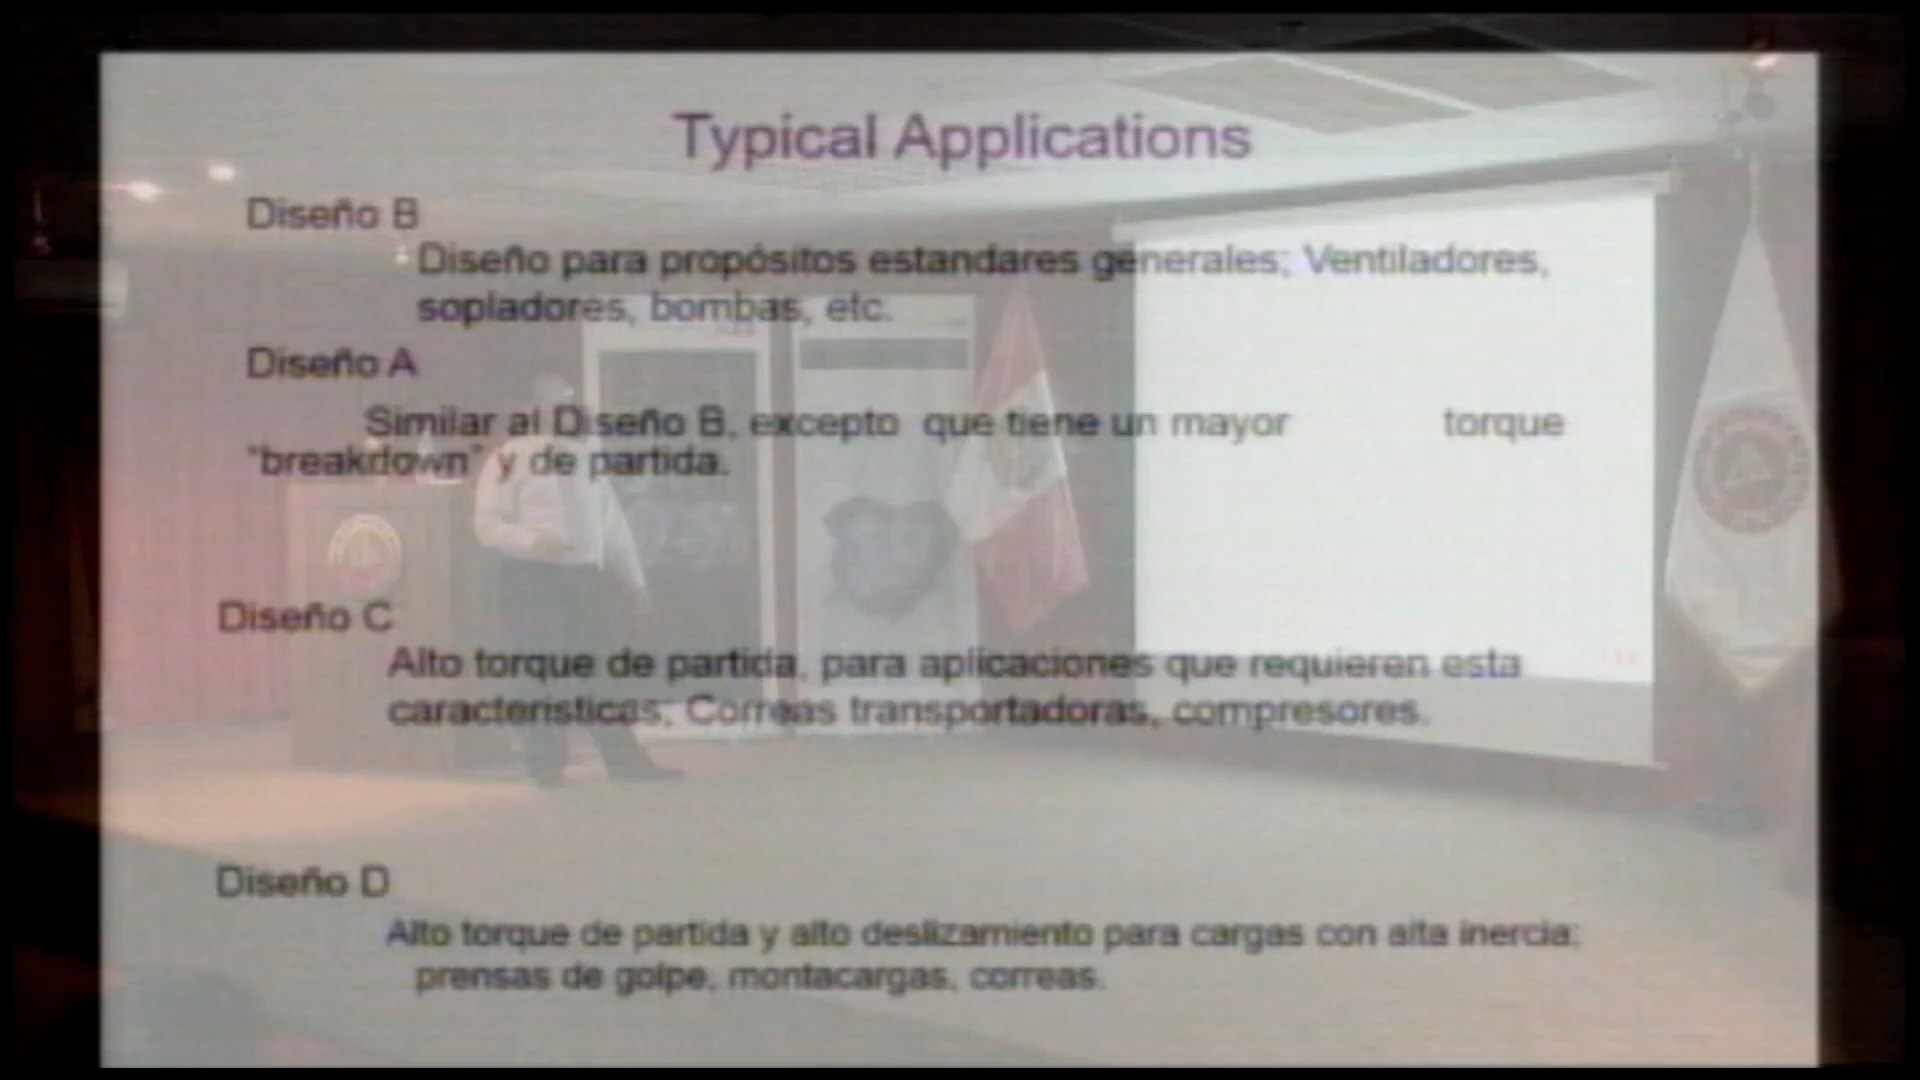 Typical Applications
Diseño B
Diseño para propósitos estandares generales; Ventiladores,
sopladores, bombas, etc.
Diseño A
Similar al Diseño B, excepto que tiene un mayor torque
"breakdown" y de partida.
Diseño C
Alto torque de partida, para aplicaciones que requieren esta
caracteristicas; Correas transportadoras, compresores.
Diseño D
Alto torque de partida y alto deslizamiento para cargas con alta inercia;
prensas de golpe, montacargas, correas.